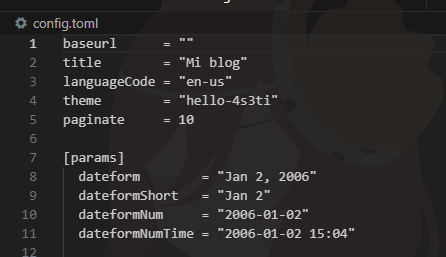 config.toml
1 baseurl = ""
2 title = "Mi blog"
3 languageCode = "en-us"
4 theme = "hello-4s3ti"
5 paginate = 10
6
7 [params]
8 dateform = "Jan 2, 2006"
9 dateformShort = "Jan 2"
10 dateformNum = "2006-01-02"
11 dateformNumTime = "2006-01-02 15:04"
12